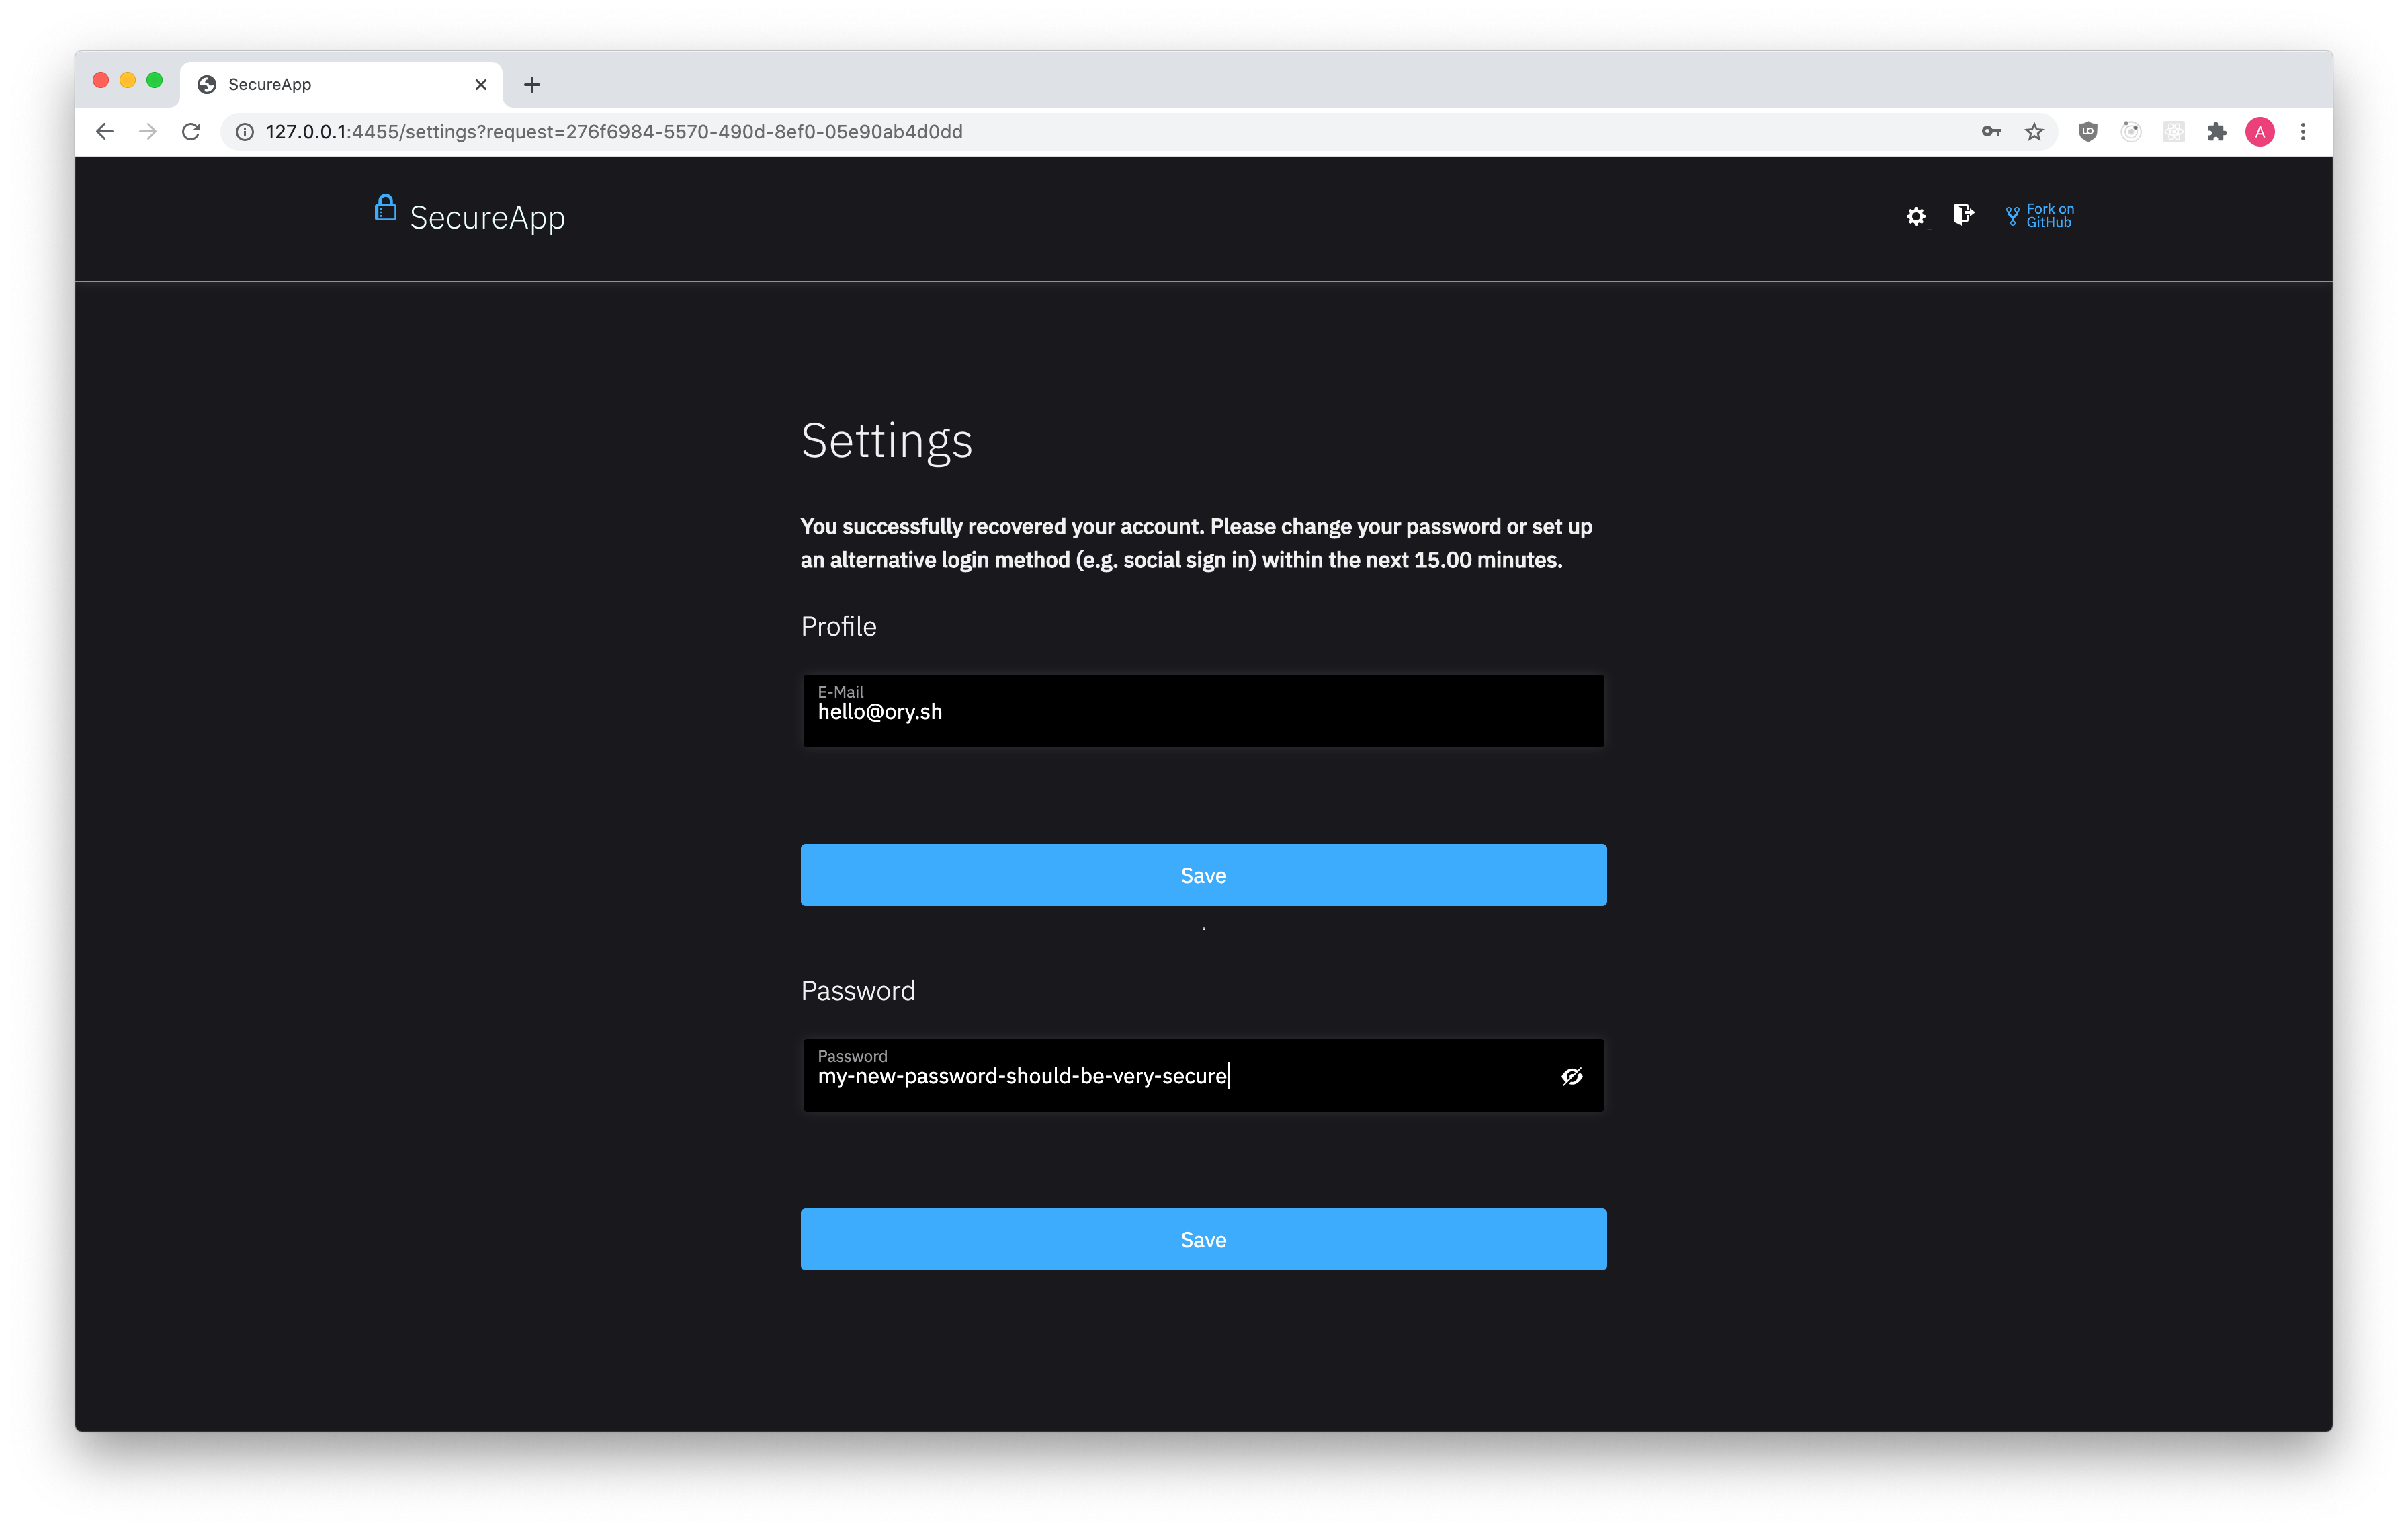 SecureApp
127.0.0.1:4455/settings?request=276f6984-5570-490d-8ef0-05e90ab4d0dd
A
SecureApp
Fork on
GitHub
Settings
You successfully recovered your account. Please change your password or set up
an alternative login method (e.g. social sign in) within the next 15.00 minutes.
Profile
E-Mail
hello@ory.sh
Save
.
Password
Password
my-new-password-should-be-very-secure
Save